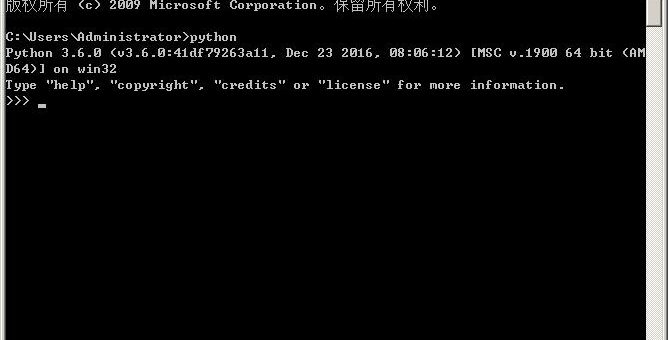 版权所有 (c) 2009 Microsoft Corporation。保留所有权利。
C:\Users\Administrator>python
Python 3.6.0 (v3.6.0:41df79263a11, Dec 23 2016, 08:06:12) [MSC v.1900 64 bit (AM
D64)] on win32
Type "help", "copyright", "credits" or "license" for more information.
>>> _